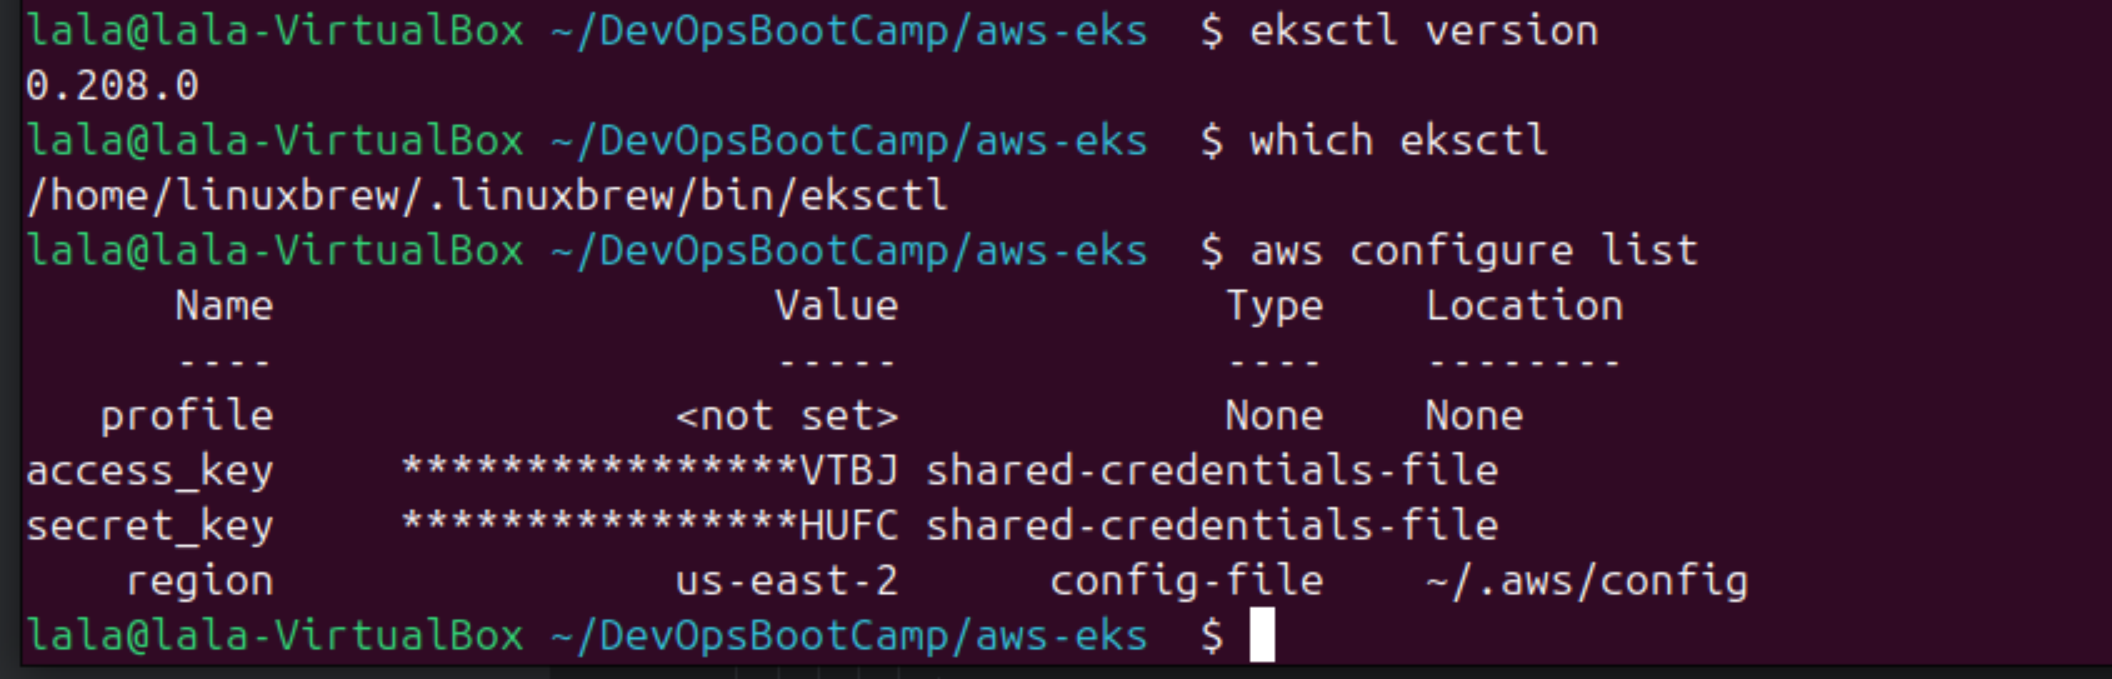 lala@lala-VirtualBox ~/DevOpsBootCamp/aws-eks  $ eksctl version
0.208.0
lala@lala-VirtualBox ~/DevOpsBootCamp/aws-eks  $ which eksctl
/home/linuxbrew/.linuxbrew/bin/eksctl
lala@lala-VirtualBox ~/DevOpsBootCamp/aws-eks  $ aws configure list
      Name                    Value             Type    Location
      ----                    -----             ----    --------
   profile                <not set>             None    None
access_key     ****************VTBJ shared-credentials-file
secret_key     ****************HUFC shared-credentials-file
    region                us-east-2      config-file    ~/.aws/config
lala@lala-VirtualBox ~/DevOpsBootCamp/aws-eks  $